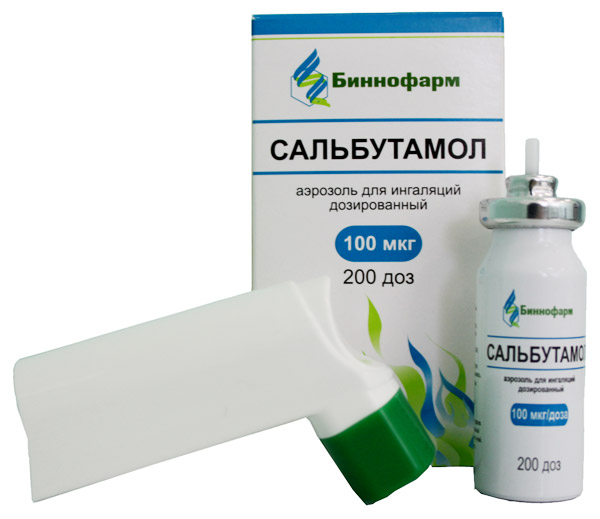 Биннофарм
САЛЬБУТАМОЛ
аэрозоль для ингаляций
дозированный
100 мкг
200 доз
Биннофарм
САЛЬБУТАМОЛ
аэрозоль для ингаляций
дозированный
100 мкг/доза
200 доз